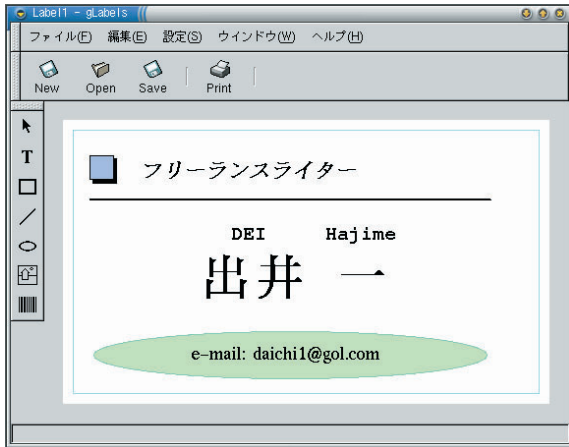 Label1 - gLabels
ファイル(F) 編集(E) 設定(S) ウインドウ(W) ヘルプ(H)
New Open Save Print
T
フリーランスライター
DEI Hajime
出井 一
e-mail: daichi1@gol.com